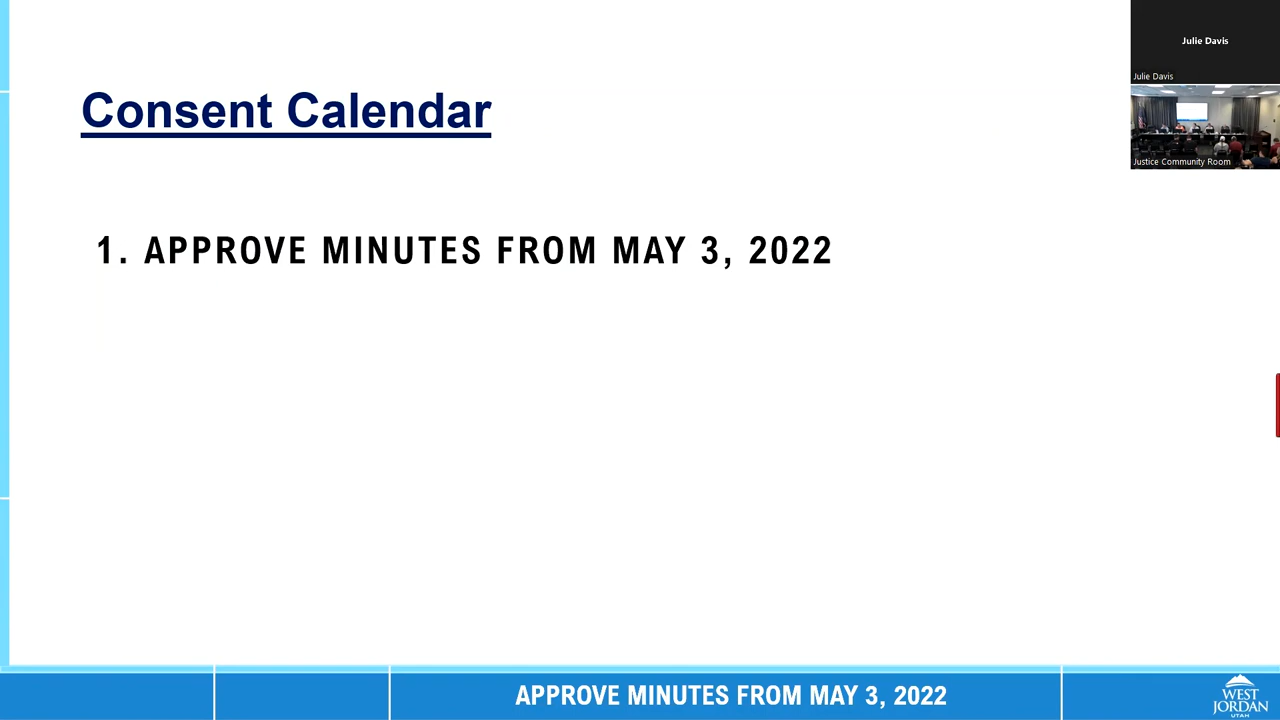 Julie Davis
Julie Davis
Consent Calendar
Justice Community Room
1. APPROVE MINUTES FROM MAY 3, 2022
APPROVE MINUTES FROM MAY 3, 2022
WEST
JORDAN
UTAH